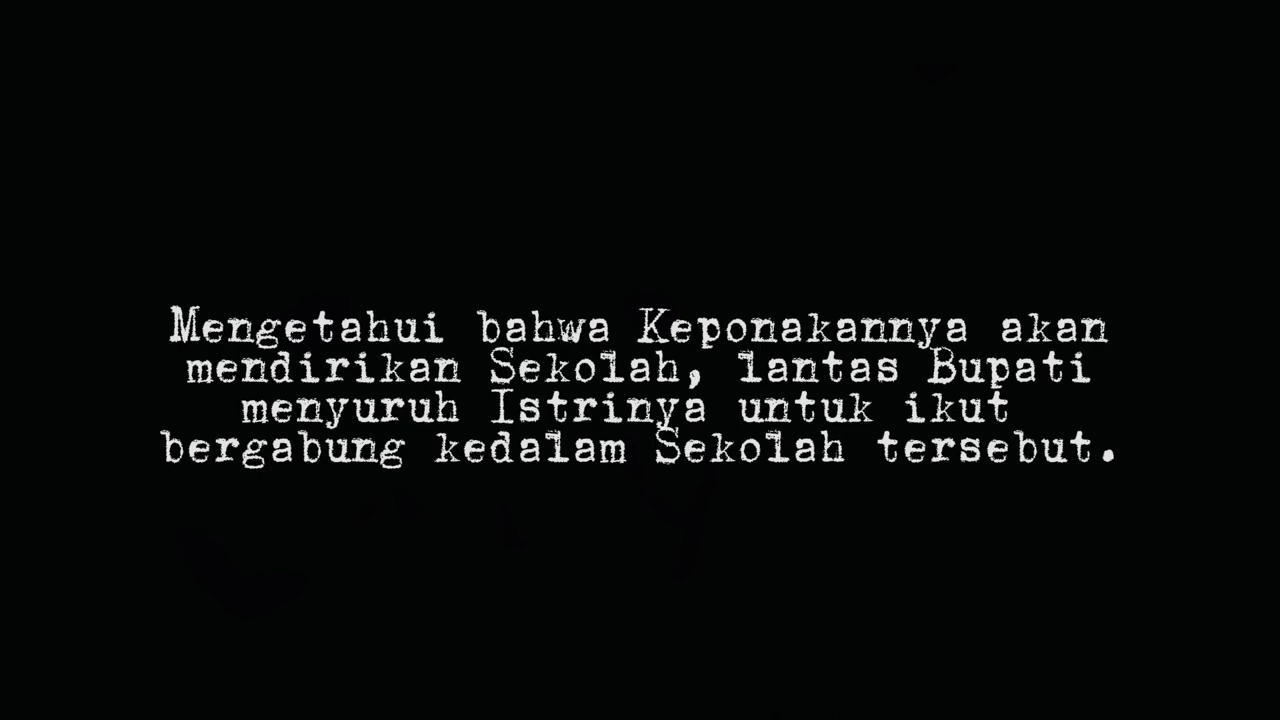 Mengetahui bahwa Keponakannya akan
mendirikan Sekolah, lantas Bupati
menyuruh Istrinya untuk ikut
bergabung kedalam Sekolah tersebut.